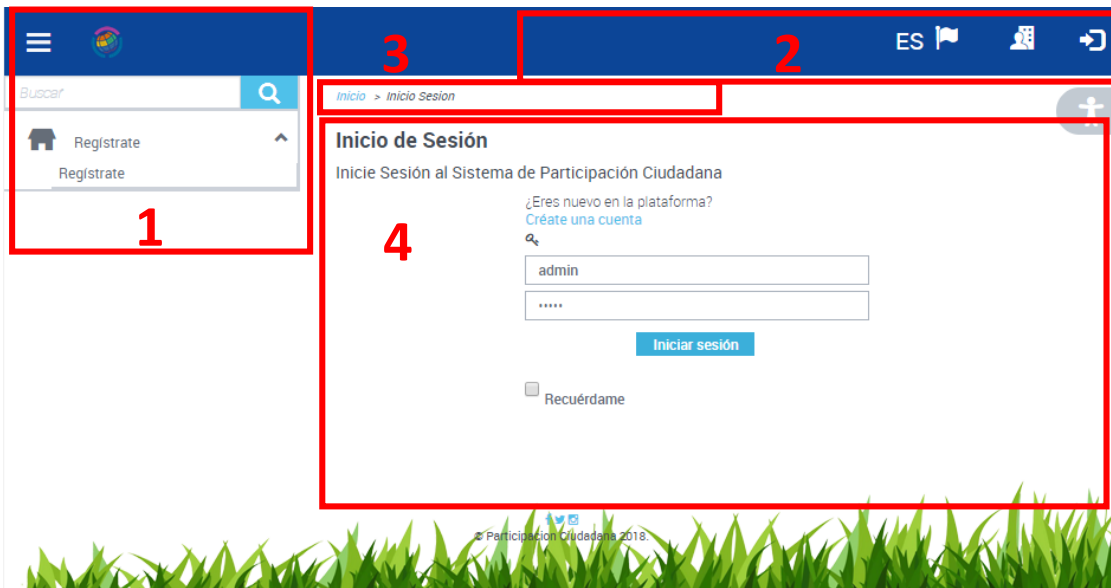 ES
2
3
Buscar
Inicio > Inicio Sesion
Regístrate
Regístrate
1
Inicio de Sesión
Inicie Sesión al Sistema de Participación Ciudadana
¿Eres nuevo en la plataforma?
Créate una cuenta
4
admin
•••••
Iniciar sesión
Recuérdame
© Participacion Ciudadana 2018.